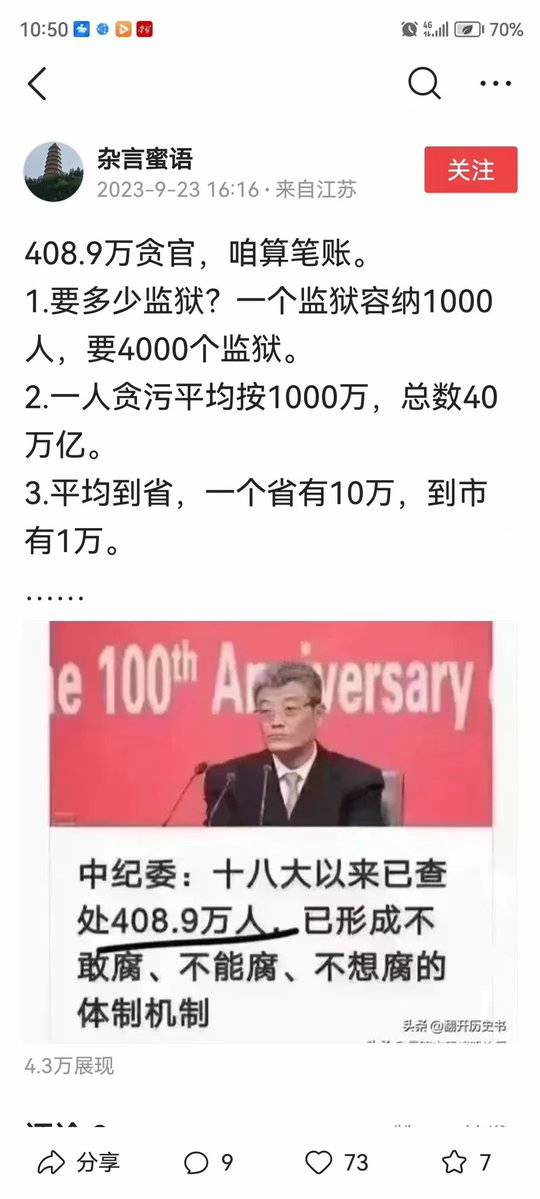 10:50
4G
70%
杂言蜜语
2023-9-23 16:16·来自江苏
关注
408.9万贪官，咱算笔账。
1.要多少监狱？一个监狱容纳1000
人，要4000个监狱。
2.一人贪污平均按1000万，总数40
万亿。
3.平均到省，一个省有10万，到市
有1万。
……
e 100th Anniversary
中纪委：十八大以来已查
处408.9万人，已形成不
敢腐、不能腐、不想腐的
体制机制
头条 @翻开历史书
4.3万展现
分享
9
73
7